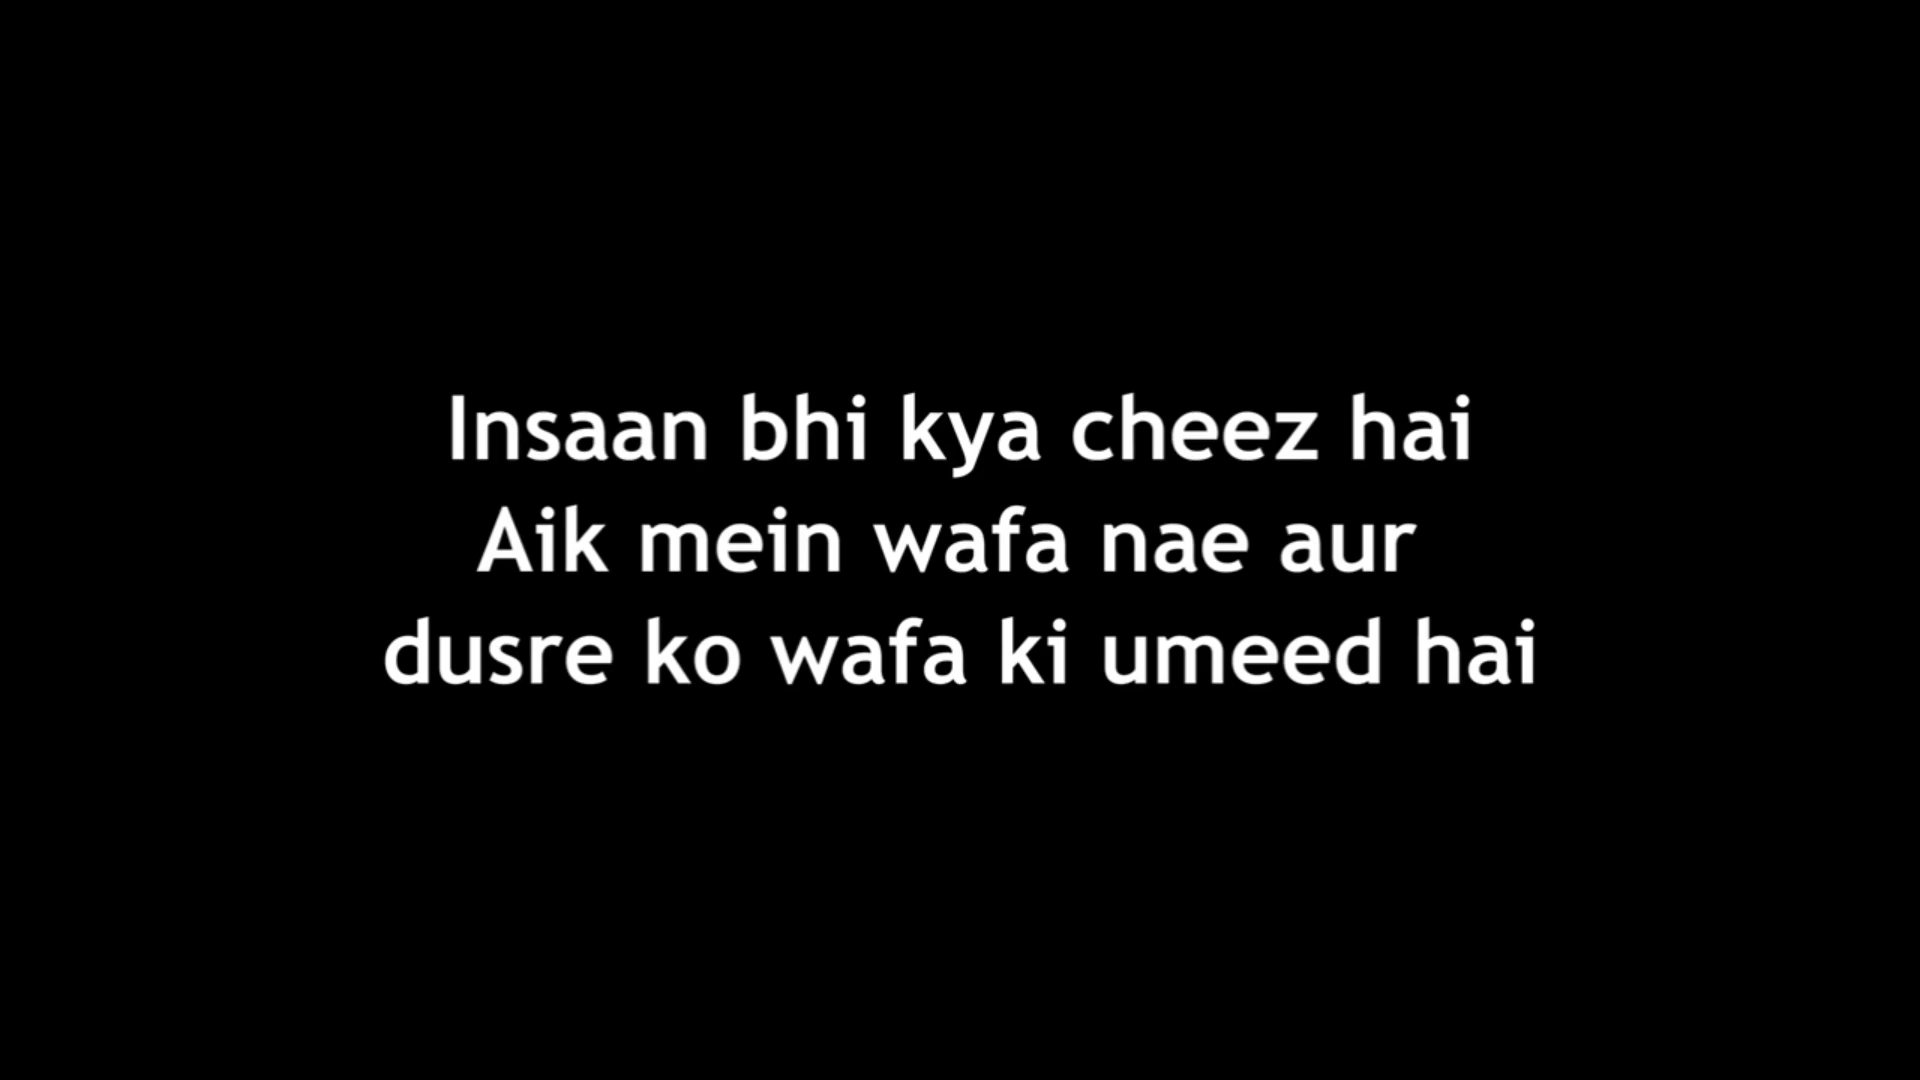 Insaan bhi kya cheez hai
Aik mein wafa nae aur
dusre ko wafa ki umeed hai